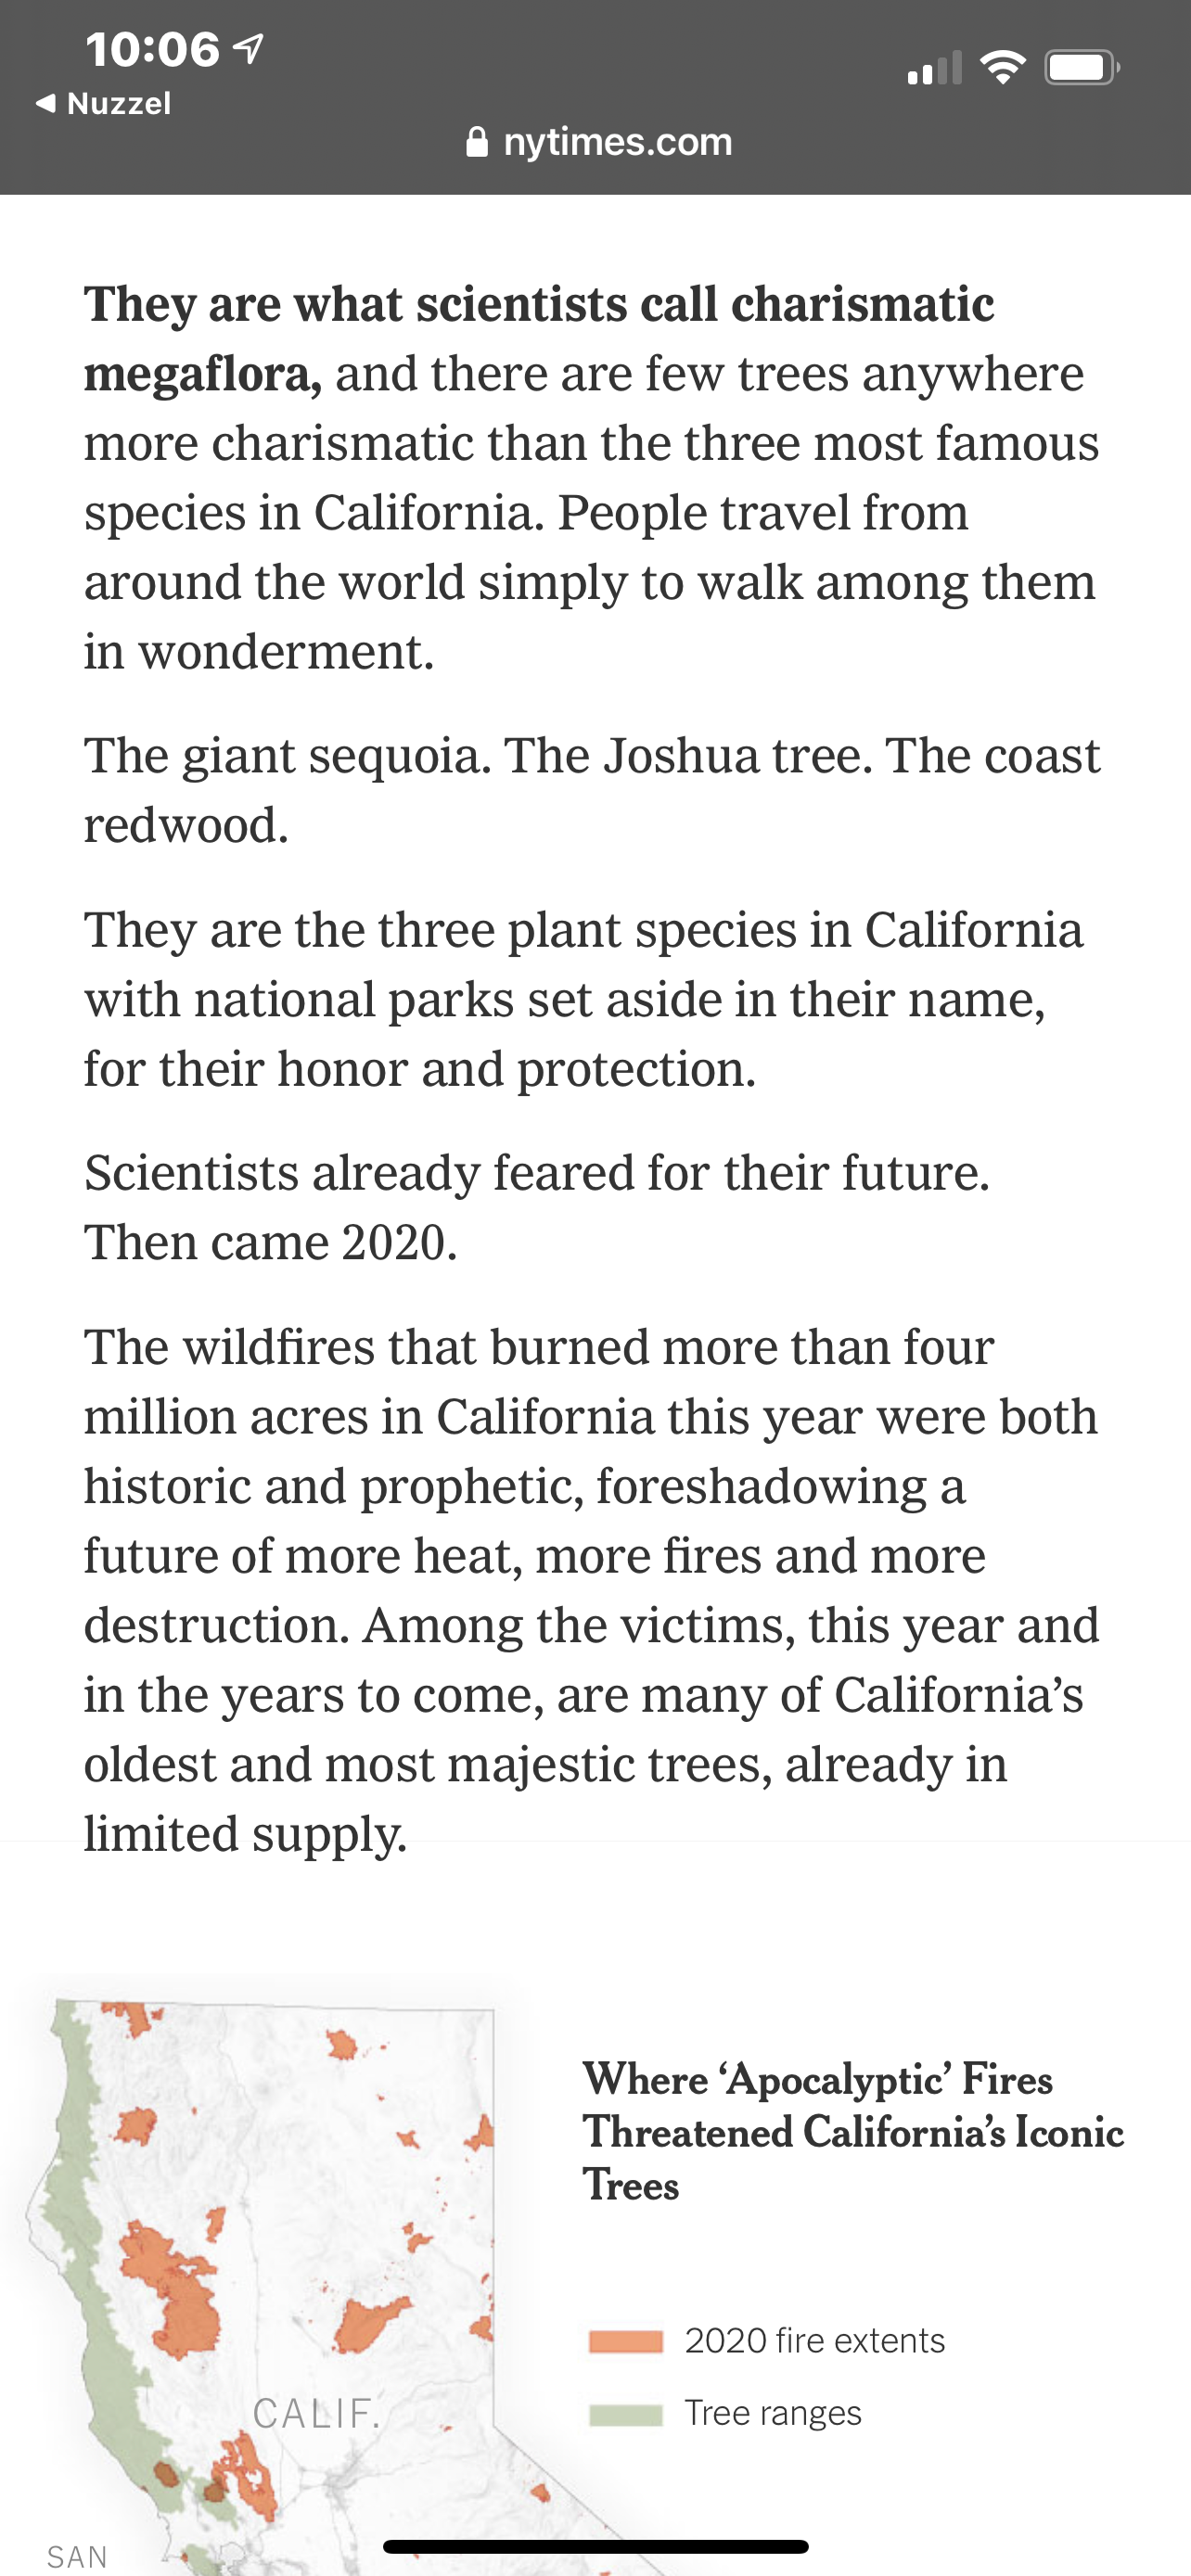 10:06
Nuzzel
nytimes.com
They are what scientists call charismatic
megaflora, and there are few trees anywhere
more charismatic than the three most famous
species in California. People travel from
around the world simply to walk among them
in wonderment.
The giant sequoia. The Joshua tree. The coast
redwood.
They are the three plant species in California
with national parks set aside in their name,
for their honor and protection.
Scientists already feared for their future.
Then came 2020.
The wildfires that burned more than four
million acres in California this year were both
historic and prophetic, foreshadowing a
future of more heat, more fires and more
destruction. Among the victims, this year and
in the years to come, are many of California’s
oldest and most majestic trees, already in
limited supply.
Where ‘Apocalyptic’ Fires
Threatened California’s Iconic
Trees
2020 fire extents
Tree ranges
CALIF.
SAN